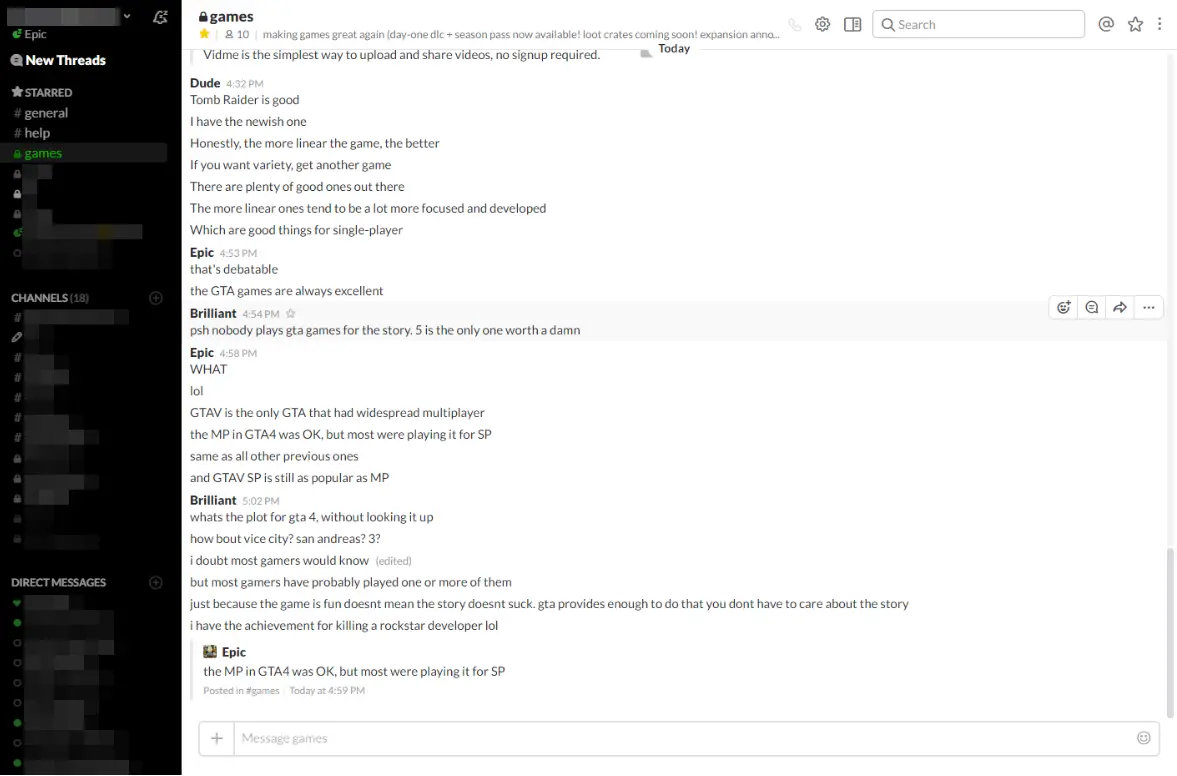 Epic
New Threads
STARRED
# general
# help
games
CHANNELS (18)
#
#
#
#
#
#
DIRECT MESSAGES
games
10 | making games great again (day-one dlc + season pass now available! loot crates coming soon! expansion anno...
Search
@
Vidme is the simplest way to upload and share videos, no signup required.
Today
Dude 4:32 PM
Tomb Raider is good
I have the newish one
Honestly, the more linear the game, the better
If you want variety, get another game
There are plenty of good ones out there
The more linear ones tend to be a lot more focused and developed
Which are good things for single-player
Epic 4:53 PM
that's debatable
the GTA games are always excellent
Brilliant 4:54 PM
psh nobody plays gta games for the story. 5 is the only one worth a damn
Epic 4:58 PM
WHAT
lol
GTAV is the only GTA that had widespread multiplayer
the MP in GTA4 was OK, but most were playing it for SP
same as all other previous ones
and GTAV SP is still as popular as MP
Brilliant 5:02 PM
whats the plot for gta 4, without looking it up
how bout vice city? san andreas? 3?
i doubt most gamers would know (edited)
but most gamers have probably played one or more of them
just because the game is fun doesnt mean the story doesnt suck. gta provides enough to do that you dont have to care about the story
i have the achievement for killing a rockstar developer lol
Epic
the MP in GTA4 was OK, but most were playing it for SP
Posted in #games | Today at 4:59 PM
Message games